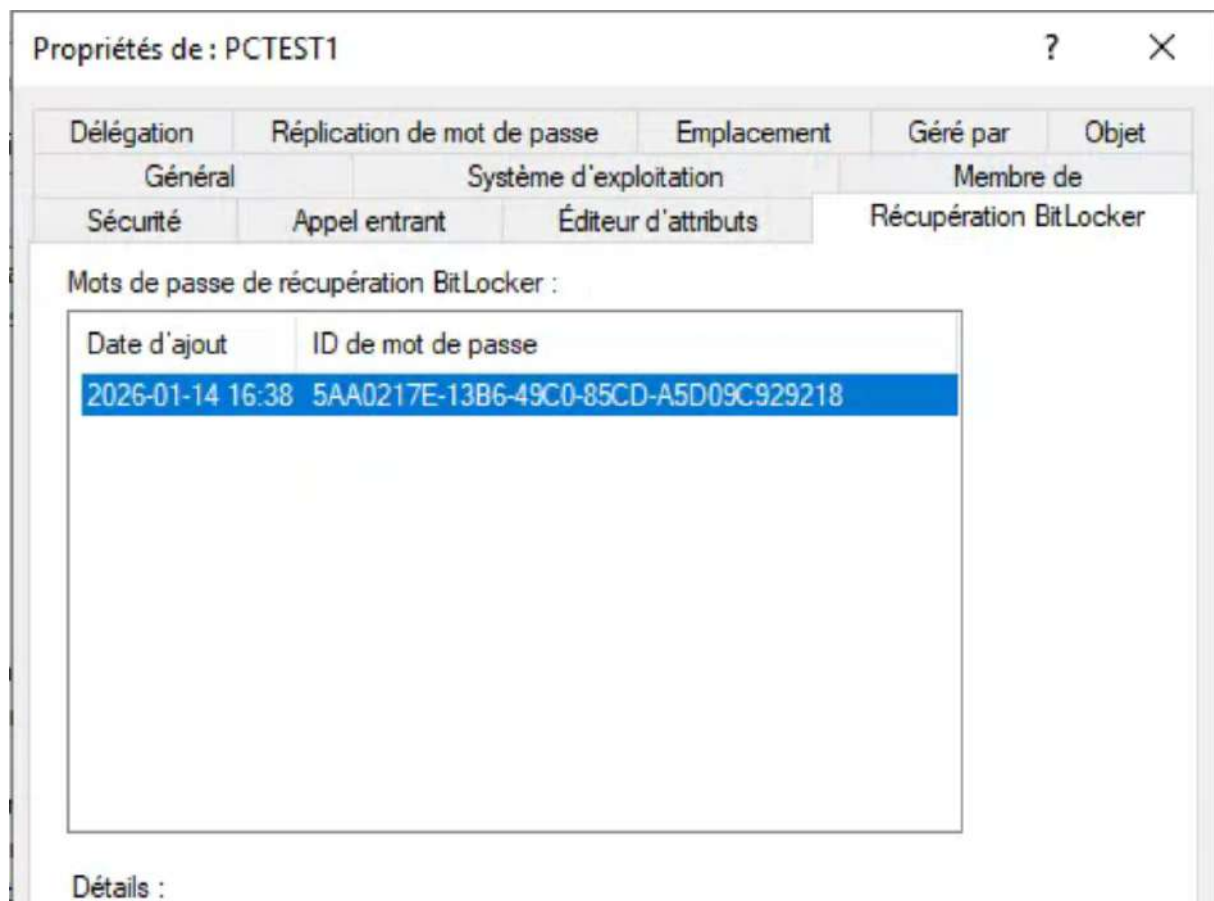 Propriétés de : PCTEST1 ?
Délégation Réplication de mot de passe Emplacement Géré par Objet
Général Système d'exploitation Membre de
Sécurité Appel entrant Éditeur d'attributs Récupération BitLocker
Mots de passe de récupération BitLocker :
Date d'ajout ID de mot de passe
2026-01-14 16:38 5AA0217E-13B6-49C0-85CD-A5D09C929218
Détails :